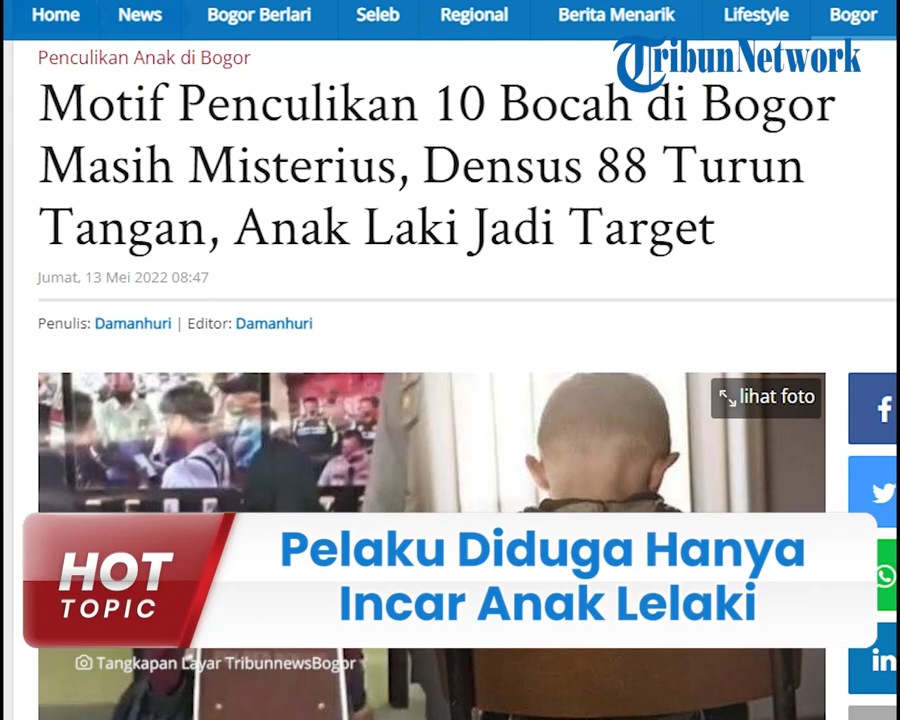 Home News Bogor Berlari Seleb Regional Berita Menarik Lifestyle Bogor
Penculikan Anak di Bogor
TribunNetwork
Motif Penculikan 10 Bocah di Bogor
Masih Misterius, Densus 88 Turun
Tangan, Anak Laki Jadi Target
Jumat, 13 Mei 2022 08:47
Penulis: Damanhuri | Editor: Damanhuri
lihat foto
HOT
TOPIC
Pelaku Diduga Hanya
Incar Anak Lelaki
Tangkapan Layar TribunnewsBogor